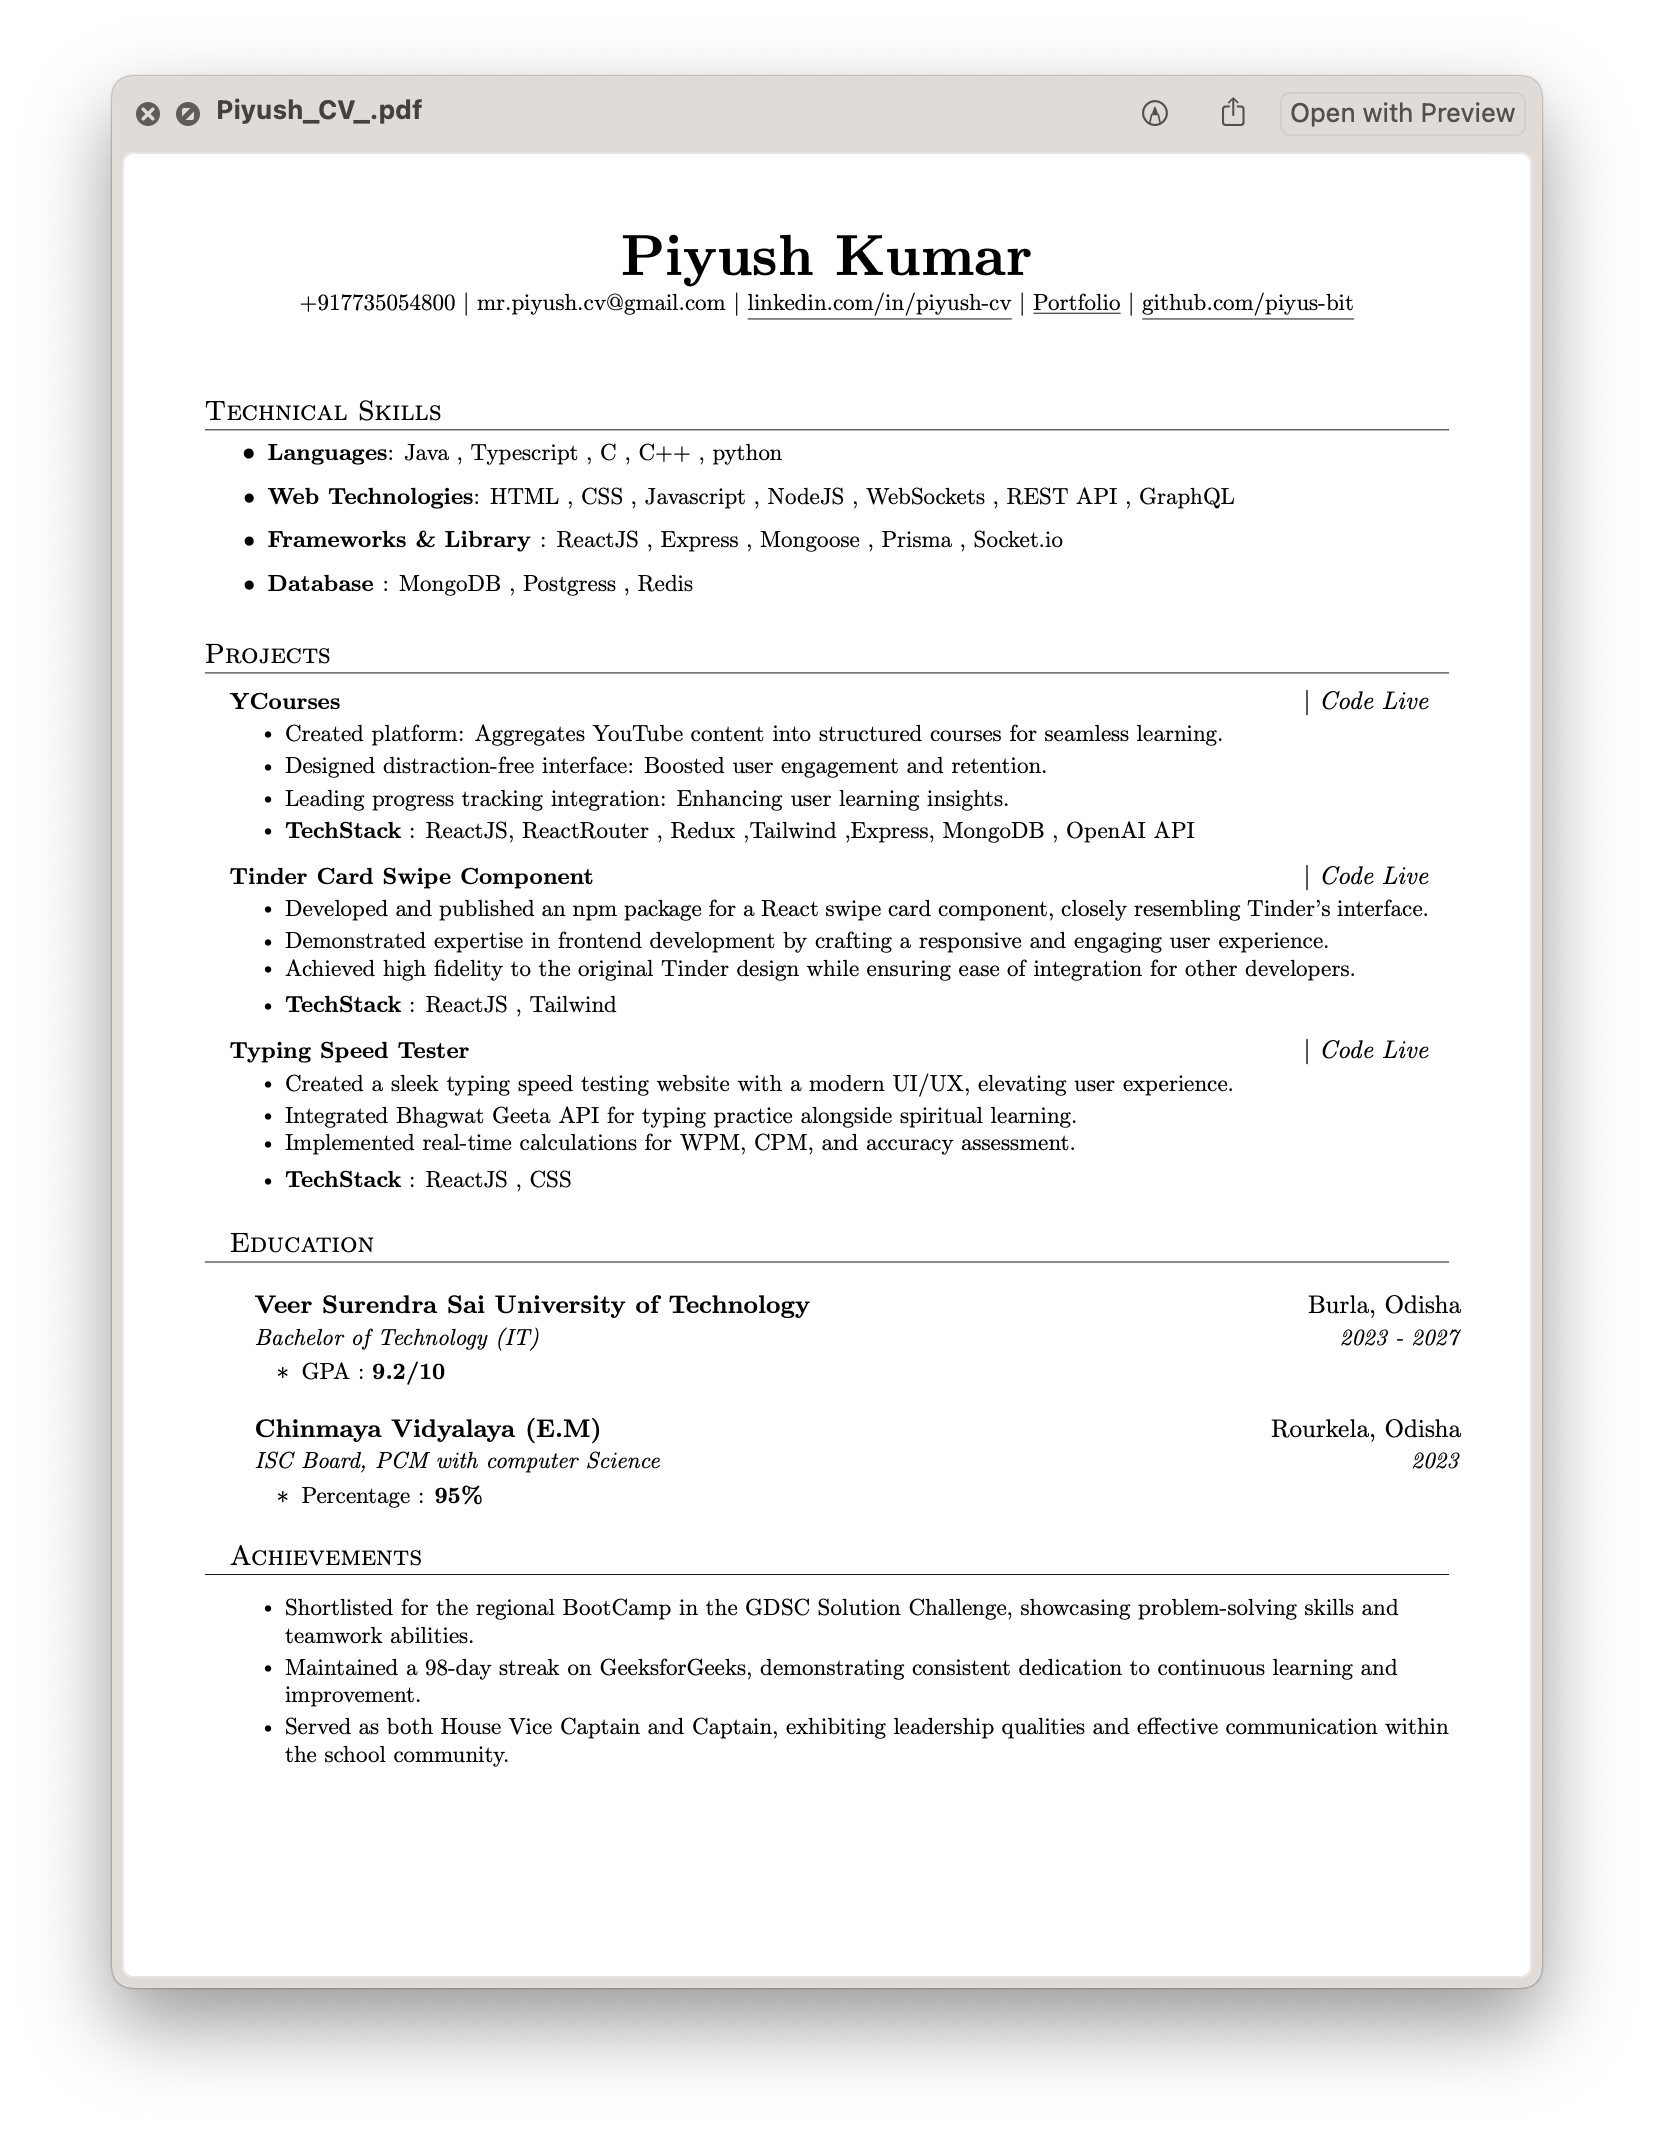 Piyush_CV_.pdf
Open with Preview
Piyush Kumar
+917735054800 | mr.piyush.cv@gmail.com | linkedin.com/in/piyush-cv | Portfolio | github.com/piyus-bit
Technical Skills
• Languages: Java , Typescript , C , C++ , python
• Web Technologies: HTML , CSS , Javascript , NodeJS , WebSockets , REST API , GraphQL
• Frameworks & Library : ReactJS , Express , Mongoose , Prisma , Socket.io
• Database : MongoDB , Postgress , Redis
Projects
YCourses | Code Live
• Created platform: Aggregates YouTube content into structured courses for seamless learning.
• Designed distraction-free interface: Boosted user engagement and retention.
• Leading progress tracking integration: Enhancing user learning insights.
• TechStack : ReactJS, ReactRouter , Redux ,Tailwind ,Express, MongoDB , OpenAI API
Tinder Card Swipe Component | Code Live
• Developed and published an npm package for a React swipe card component, closely resembling Tinder's interface.
• Demonstrated expertise in frontend development by crafting a responsive and engaging user experience.
• Achieved high fidelity to the original Tinder design while ensuring ease of integration for other developers.
• TechStack : ReactJS , Tailwind
Typing Speed Tester | Code Live
• Created a sleek typing speed testing website with a modern UI/UX, elevating user experience.
• Integrated Bhagwat Geeta API for typing practice alongside spiritual learning.
• Implemented real-time calculations for WPM, CPM, and accuracy assessment.
• TechStack : ReactJS , CSS
Education
Veer Surendra Sai University of Technology Burla, Odisha
Bachelor of Technology (IT) 2023 - 2027
* GPA : 9.2/10
Chinmaya Vidyalaya (E.M) Rourkela, Odisha
ISC Board, PCM with computer Science 2023
* Percentage : 95%
Achievements
• Shortlisted for the regional BootCamp in the GDSC Solution Challenge, showcasing problem-solving skills and
teamwork abilities.
• Maintained a 98-day streak on GeeksforGeeks, demonstrating consistent dedication to continuous learning and
improvement.
• Served as both House Vice Captain and Captain, exhibiting leadership qualities and effective communication within
the school community.